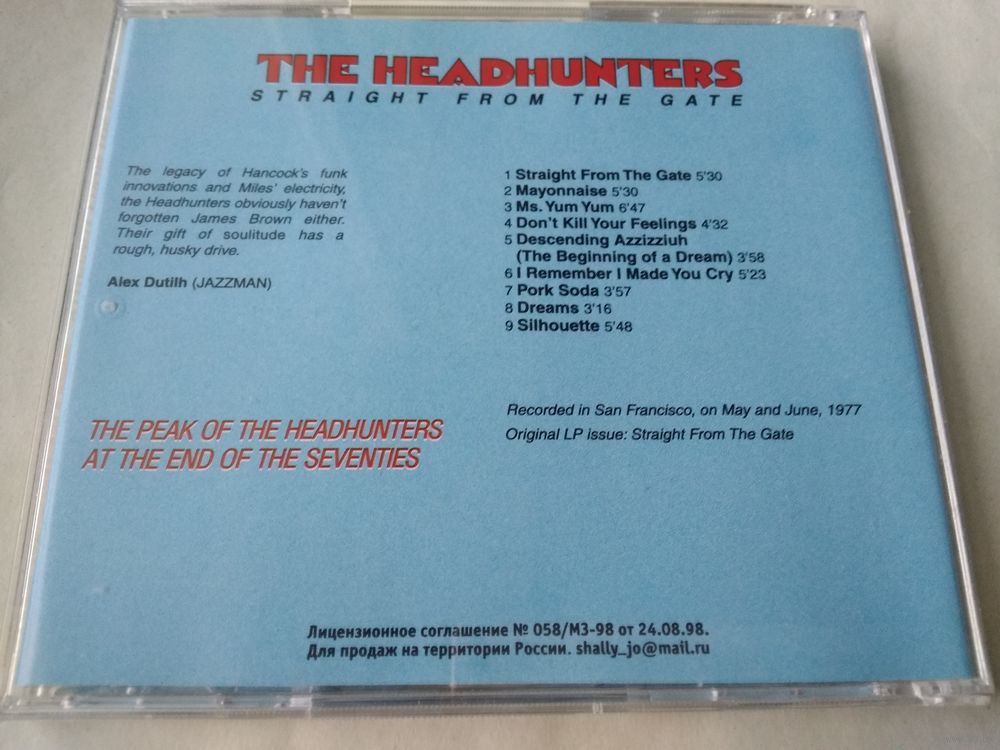 THE HEADHUNTERS
STRAIGHT FROM THE GATE
The legacy of Hancock's funk
innovations and Miles' electricity,
the Headhunters obviously haven't
forgotten James Brown either.
Their gift of soulitude has a
rough, husky drive.
Alex Dutilh (JAZZMAN)
1 Straight From The Gate 5'30
2 Mayonnaise 5'30
3 Ms. Yum Yum 6'47
4 Don't Kill Your Feelings 4'32
5 Descending Azzizziuh
(The Beginning of a Dream) 3'58
6 I Remember I Made You Cry 5'23
7 Pork Soda 3'57
8 Dreams 3'16
9 Silhouette 5'48
THE PEAK OF THE HEADHUNTERS
AT THE END OF THE SEVENTIES
Recorded in San Francisco, on May and June, 1977
Original LP issue: Straight From The Gate
Лицензионное соглашение № 058/МЗ-98 от 24.08.98.
Для продаж на территории России. shally_jo@mail.ru